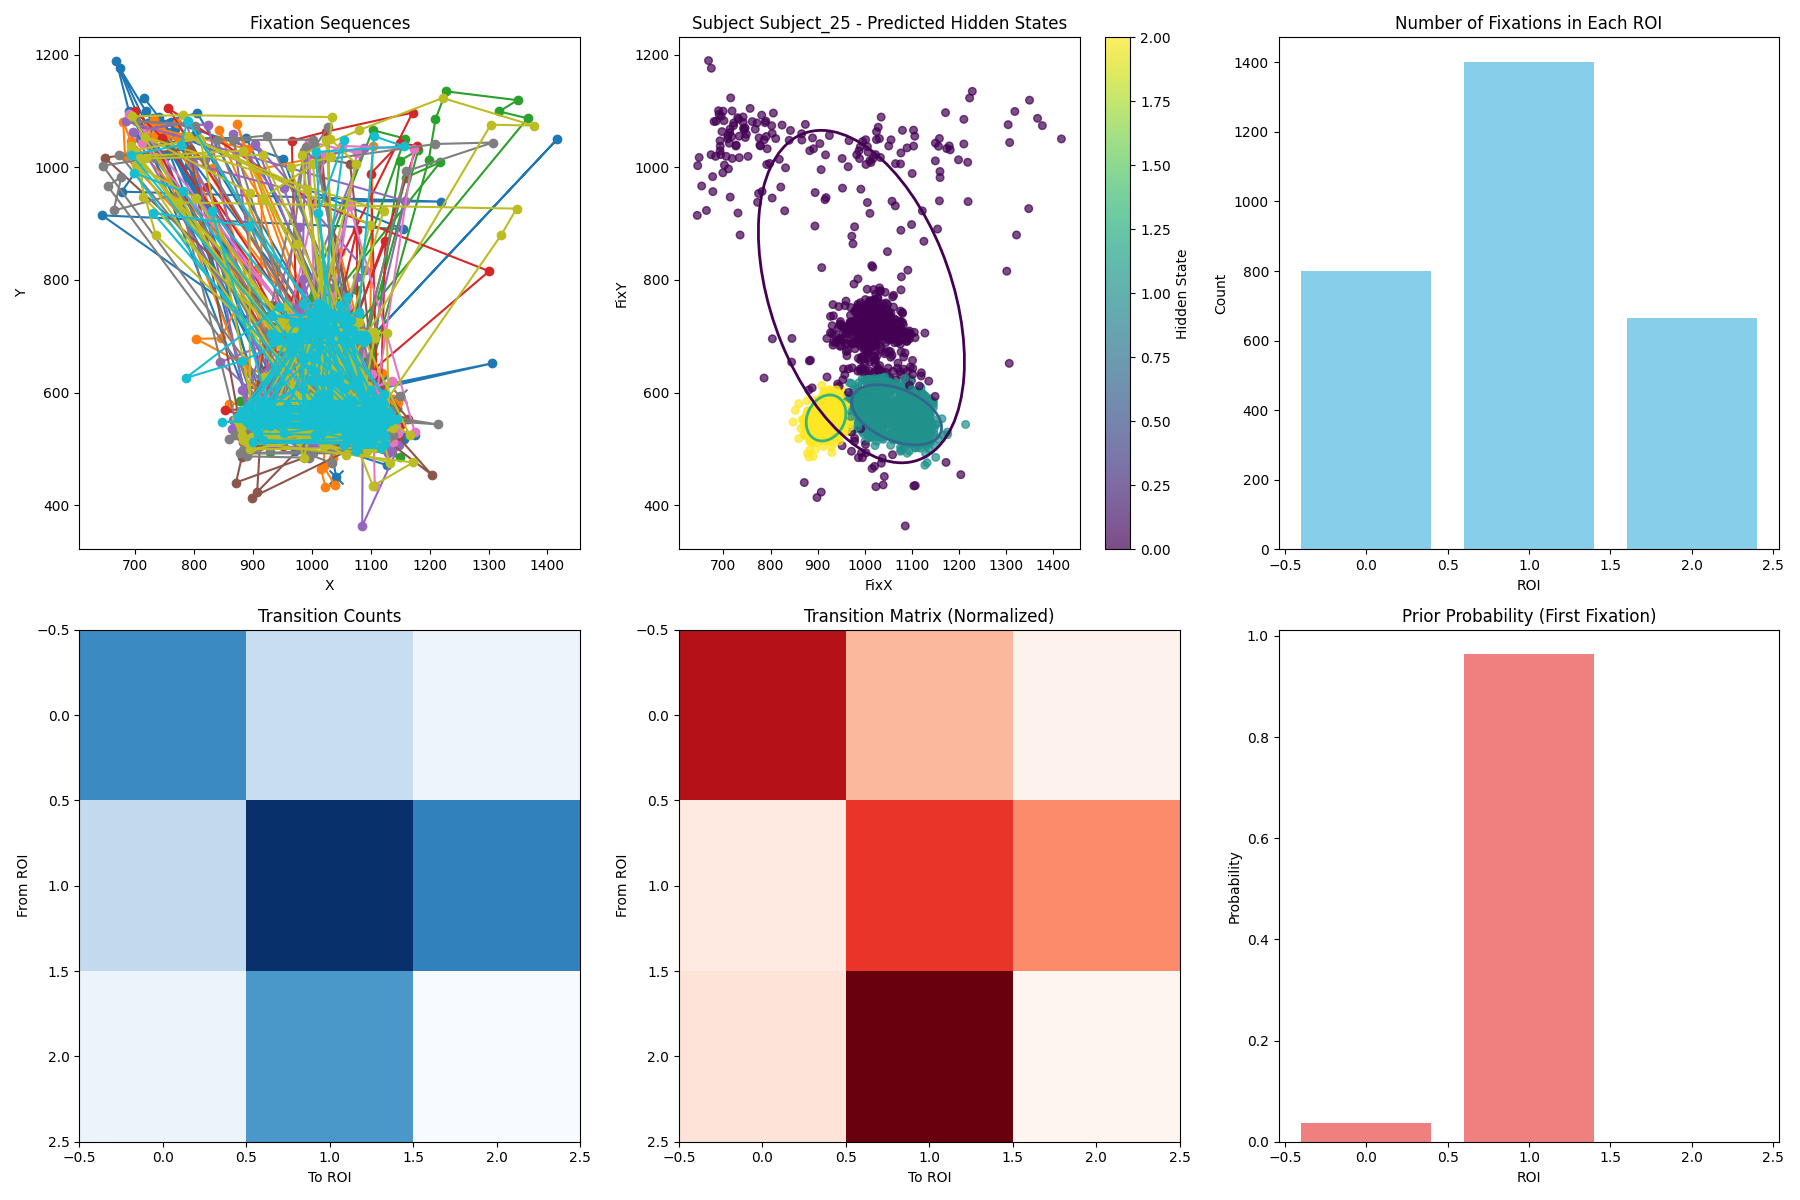 Fixation Sequences
1200
1000
800
600
400
Y
700 800 900 1000 1100 1200 1300 1400
X
Subject Subject_25 - Predicted Hidden States
1200
1000
800
600
400
FixY
700 800 900 1000 1100 1200 1300 1400
FixX
2.00
1.75
1.50
1.25
1.00
0.75
0.50
0.25
0.00
Hidden State
Number of Fixations in Each ROI
1400
1200
1000
800
600
400
200
0
Count
−0.5 0.0 0.5 1.0 1.5 2.0 2.5
ROI
Transition Counts
−0.5
0.0
0.5
1.0
1.5
2.0
2.5
From ROI
−0.5 0.0 0.5 1.0 1.5 2.0 2.5
To ROI
Transition Matrix (Normalized)
−0.5
0.0
0.5
1.0
1.5
2.0
2.5
From ROI
−0.5 0.0 0.5 1.0 1.5 2.0 2.5
To ROI
Prior Probability (First Fixation)
1.0
0.8
0.6
0.4
0.2
0.0
Probability
−0.5 0.0 0.5 1.0 1.5 2.0 2.5
ROI